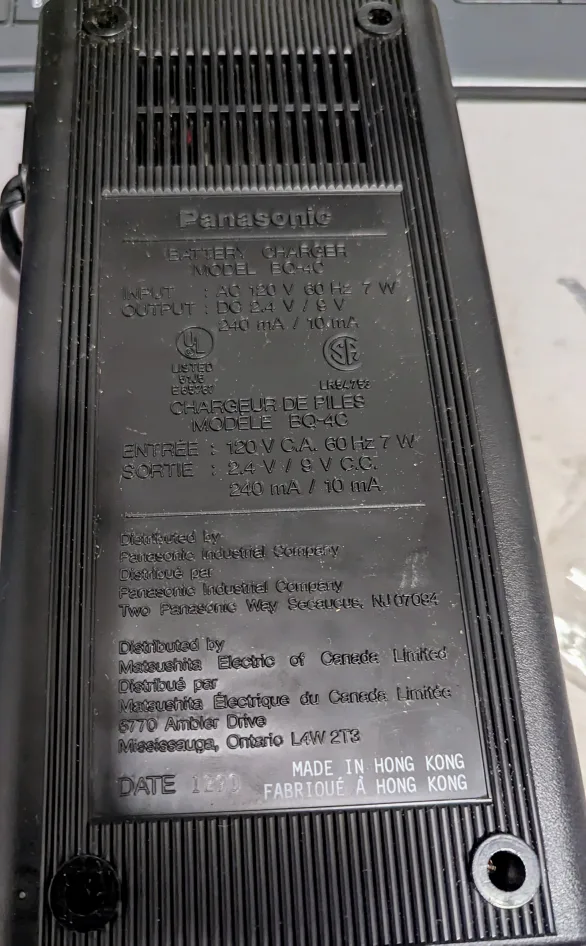 Panasonic
BATTERY CHARGER
MODEL BQ-4C
INPUT : AC 120 V 60 Hz 7 W
OUTPUT : DC 2.4 V / 9 V
240 mA / 10 mA
UL
LISTED
SA
LR54753
CHARGEUR DE PILES
MODÈLE BQ-4C
ENTRÉE : 120 V C.A. 60 Hz 7 W
SORTIE : 2.4 V / 9 V C.C.
240 mA / 10 mA
Distributed by
Panasonic Industrial Company
Distribué par
Panasonic Industrial Company
Two Panasonic Way Secaucus, NJ 07094
Distributed by
Matsushita Electric of Canada Limited
Distribué par
Matsushita Électrique du Canada Limitée
5770 Ambler Drive
Mississauga, Ontario L4W 2T3
MADE IN HONG KONG
DATE FABRIQUÉ À HONG KONG